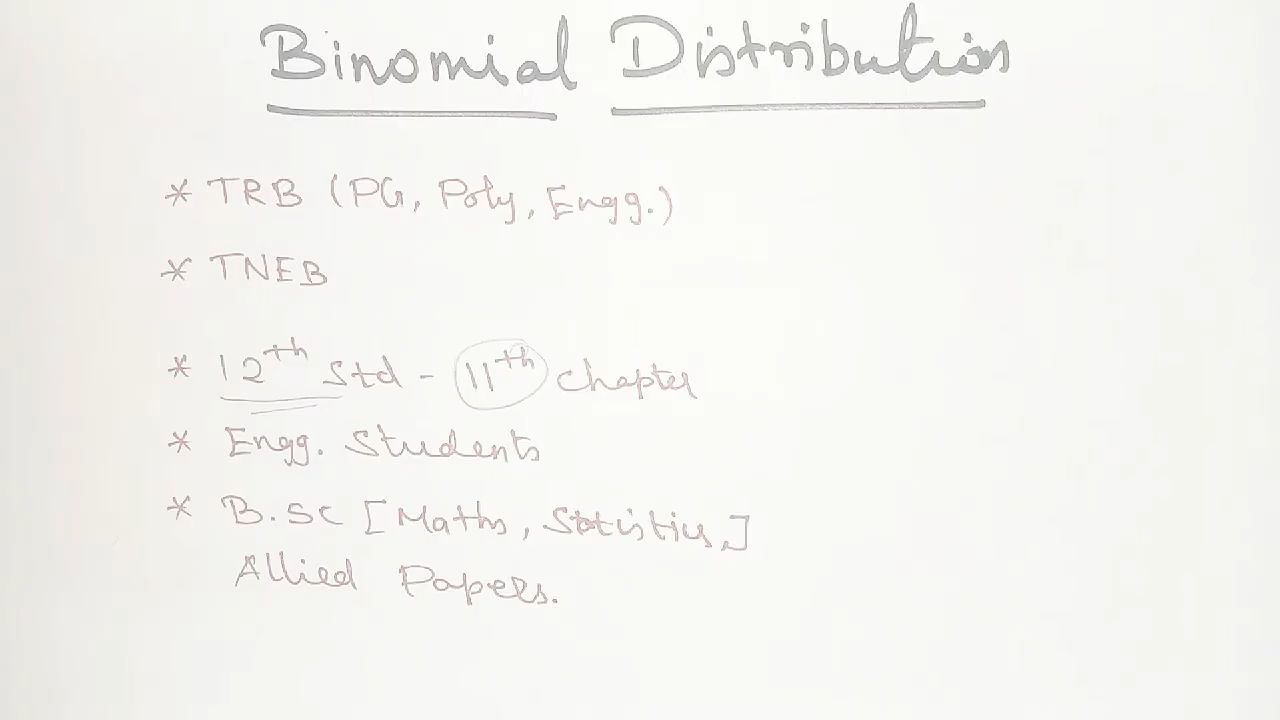 Binomial Distribution
* TRB (PG, Poly, Engg.)
* TNEB
* 12th Std - 11th chapter
* Engg. Students
* B.SC [Maths, Statistics,]
Allied Papers.